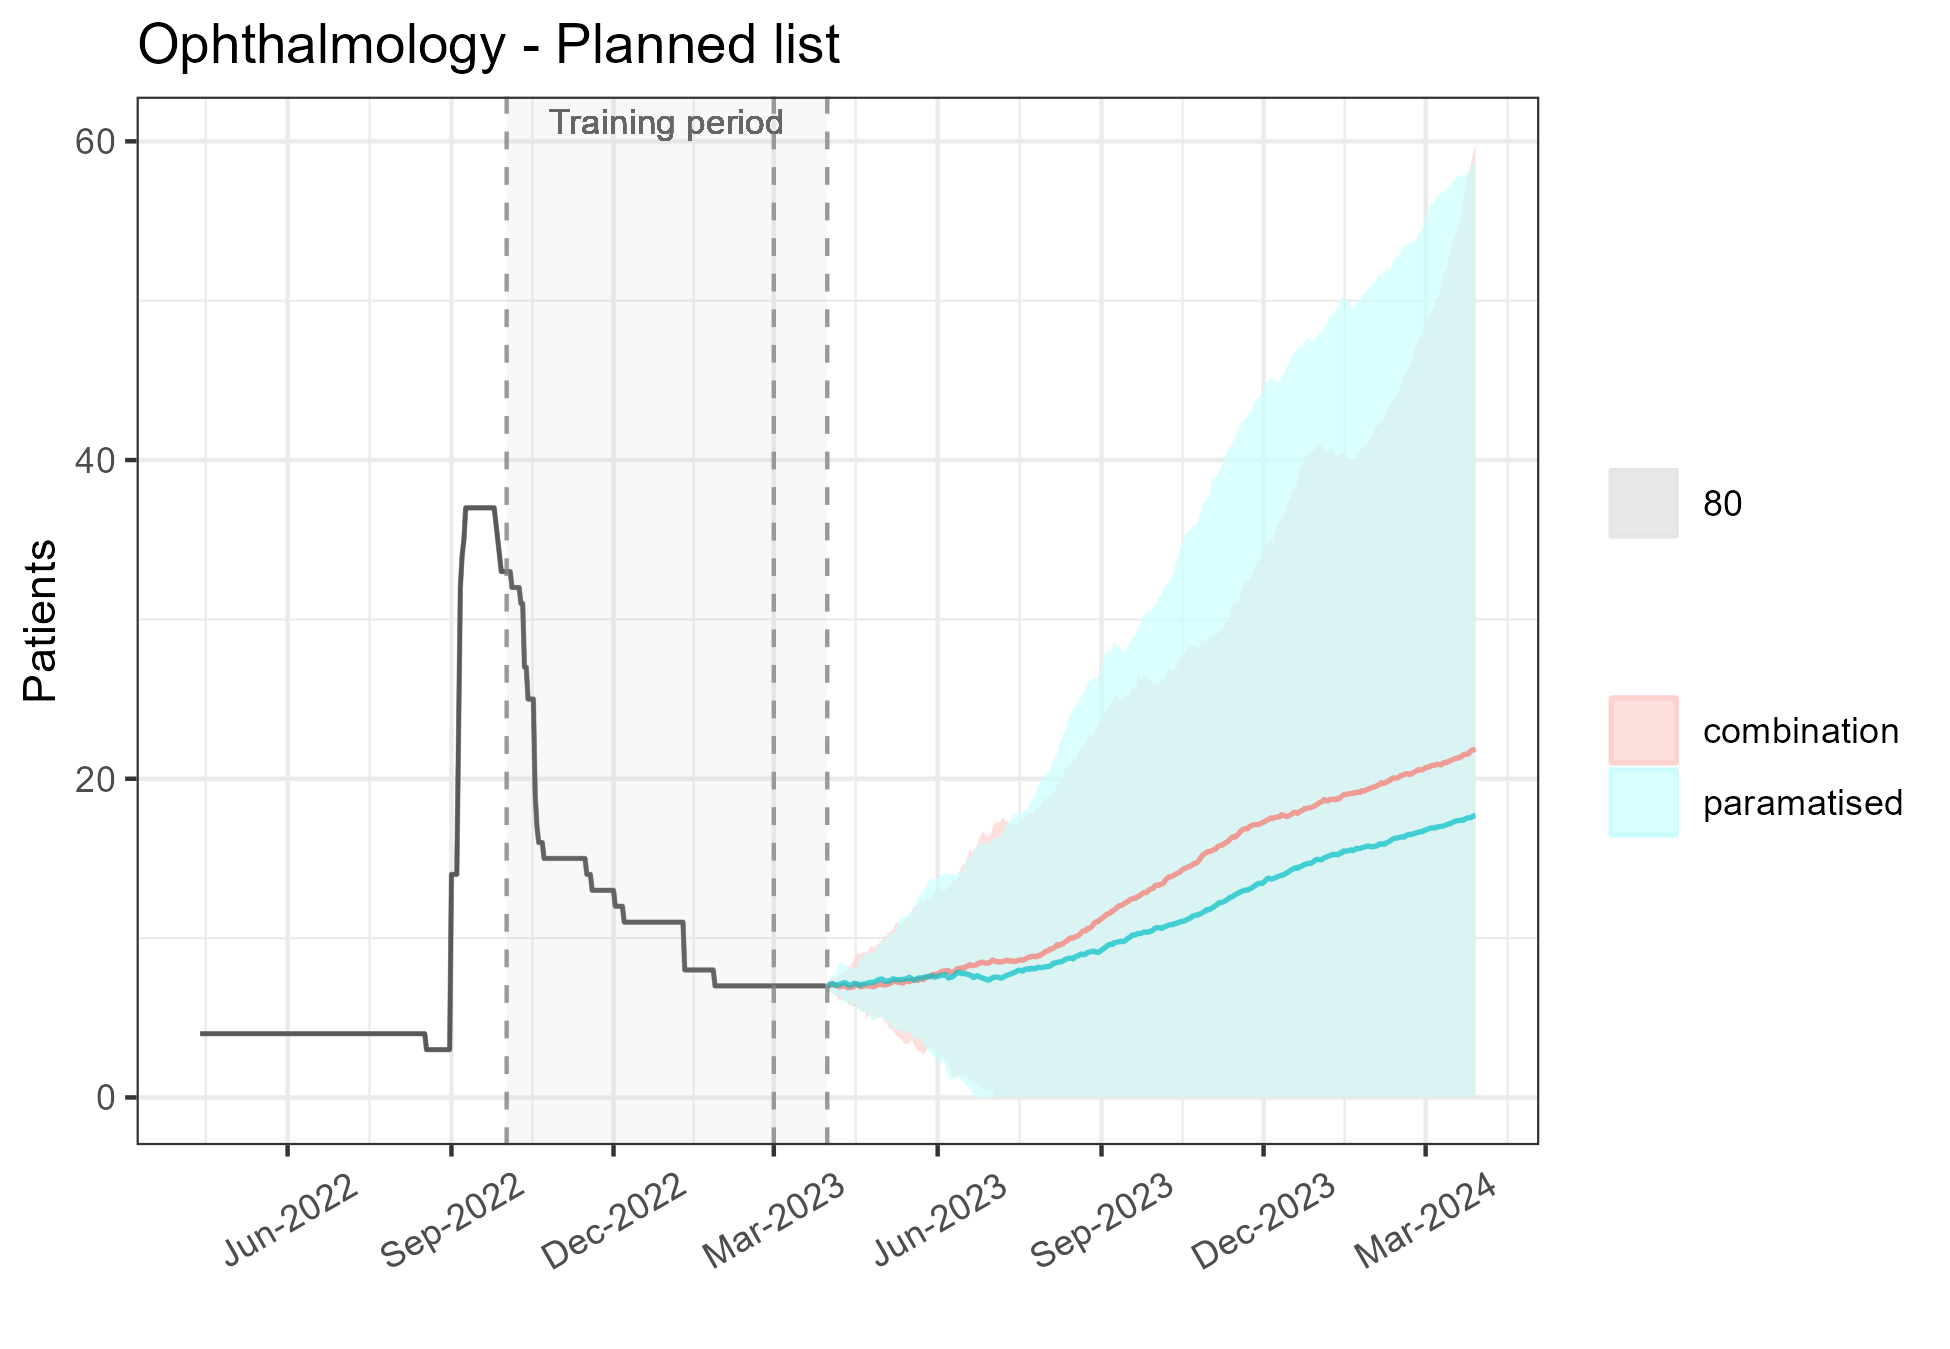 Ophthalmology - Planned list
Training period
60
40
20
0
Patients
Jun-2022
Sep-2022
Dec-2022
Mar-2023
Jun-2023
Sep-2023
Dec-2023
Mar-2024
80
combination
paramatised